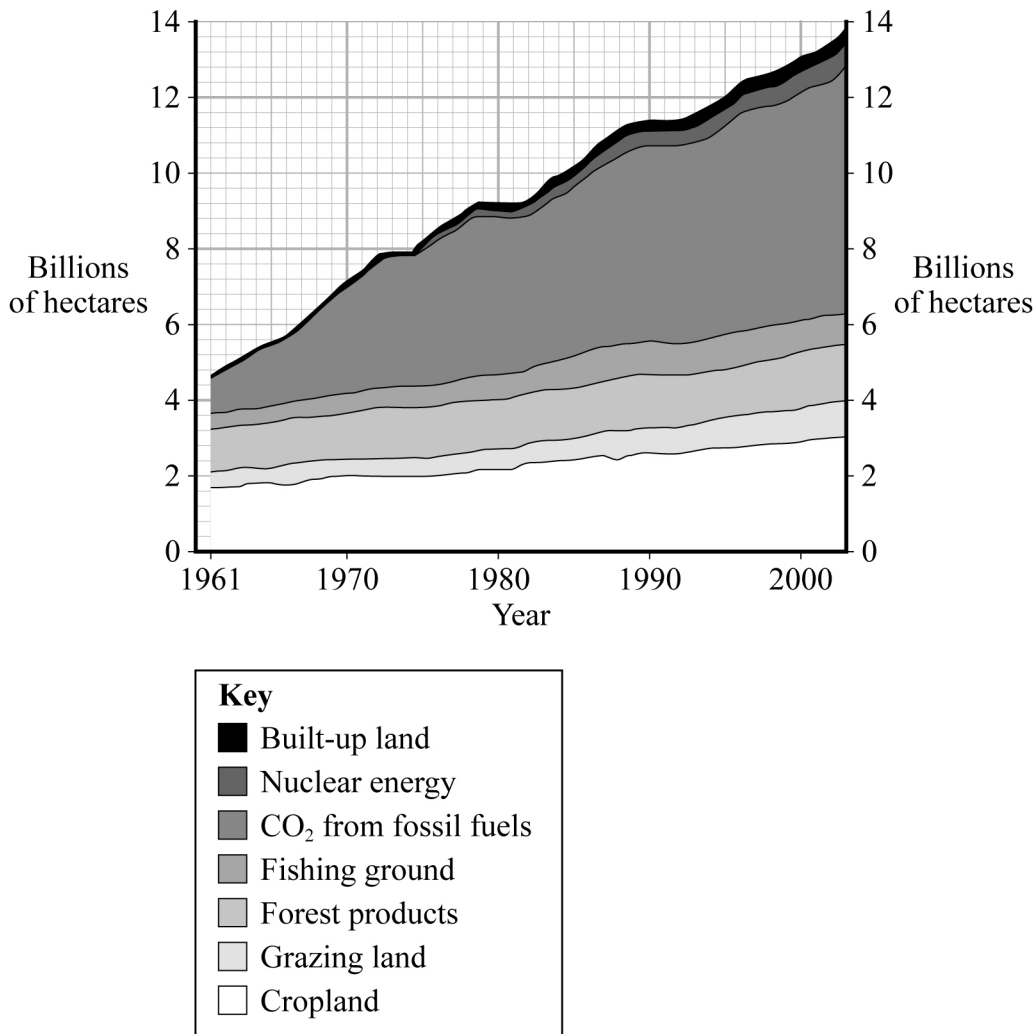 14 14
12 12
10 10
8 8
Billions of hectares Billions of hectares
6 6
4 4
2 2
0 0
1961 1970 1980 1990 2000
Year
Key
Built-up land
Nuclear energy
CO₂ from fossil fuels
Fishing ground
Forest products
Grazing land
Cropland